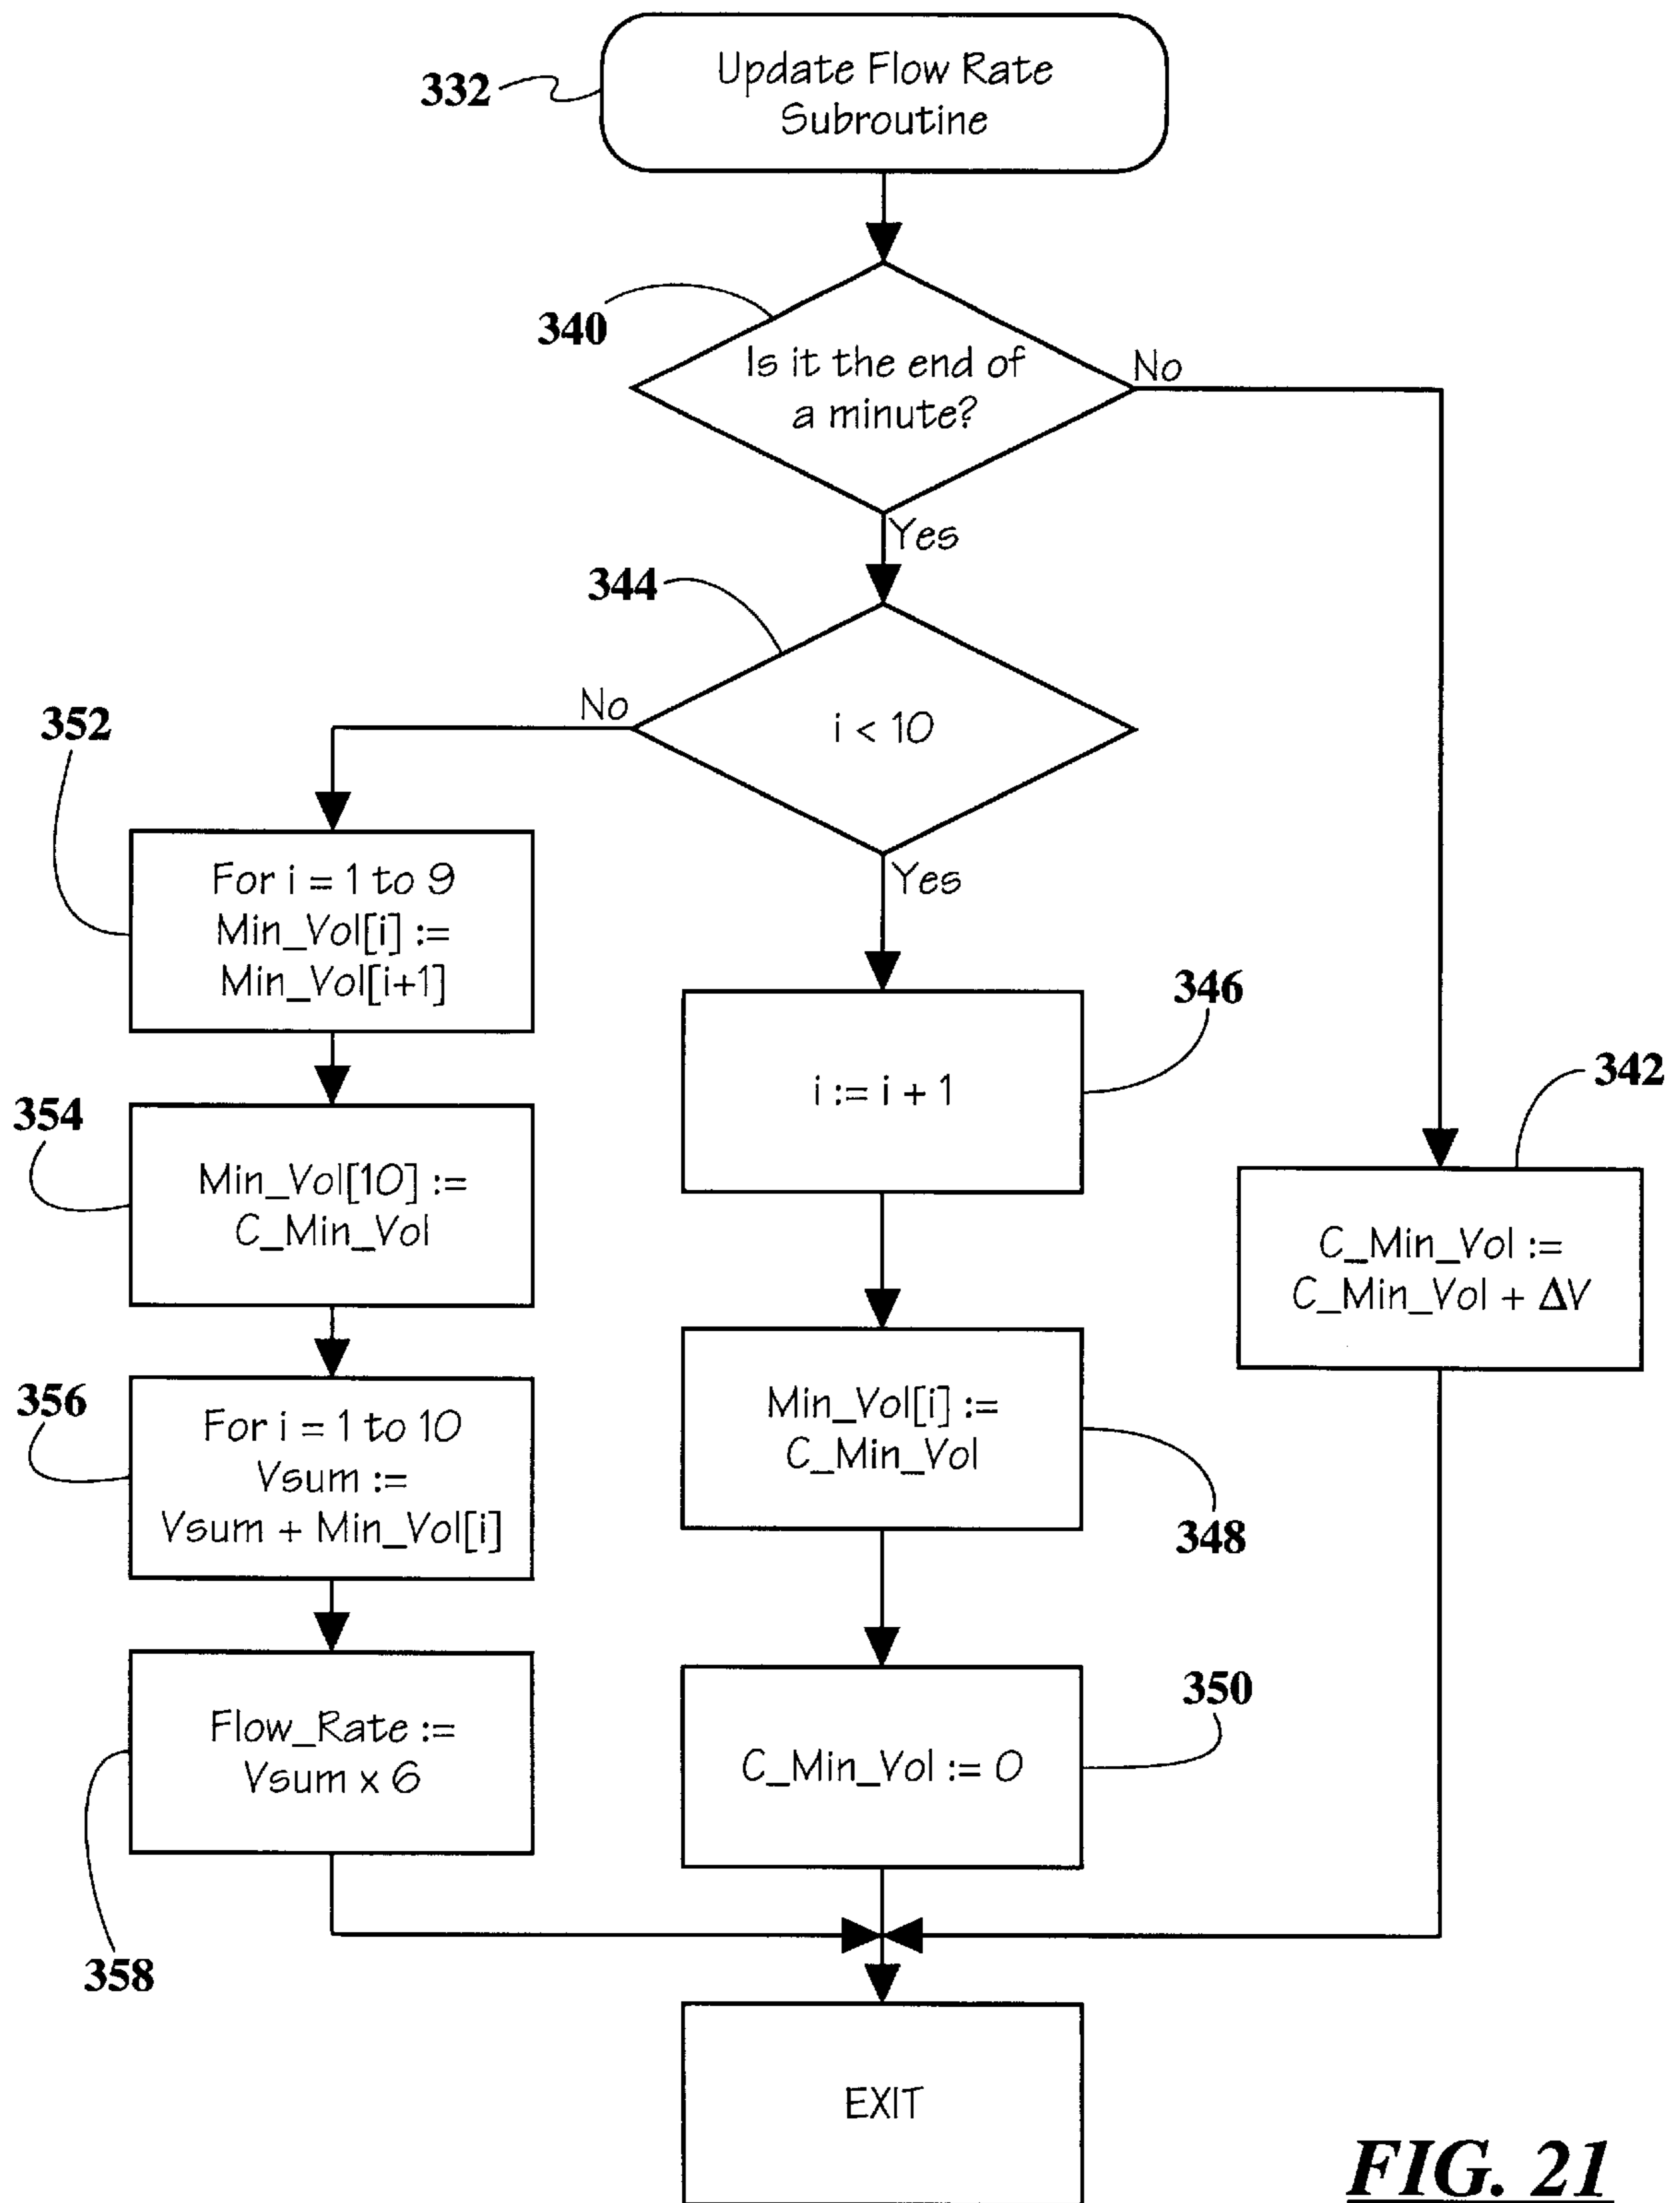 Update Flow Rate
Subroutine
332
340
Is it the end of
a minute?
No
Yes
344
i < 10
No
Yes
352
For i = 1 to 9
Min_Vol[i] :=
Min_Vol[i+1]
346
i := i + 1
342
C_Min_Vol :=
C_Min_Vol + ΔV
354
Min_Vol[10] :=
C_Min_Vol
356
For i = 1 to 10
Vsum :=
Vsum + Min_Vol[i]
Min_Vol[i] :=
C_Min_Vol
348
358
Flow_Rate :=
Vsum x 6
350
C_Min_Vol := 0
EXIT
FIG. 21